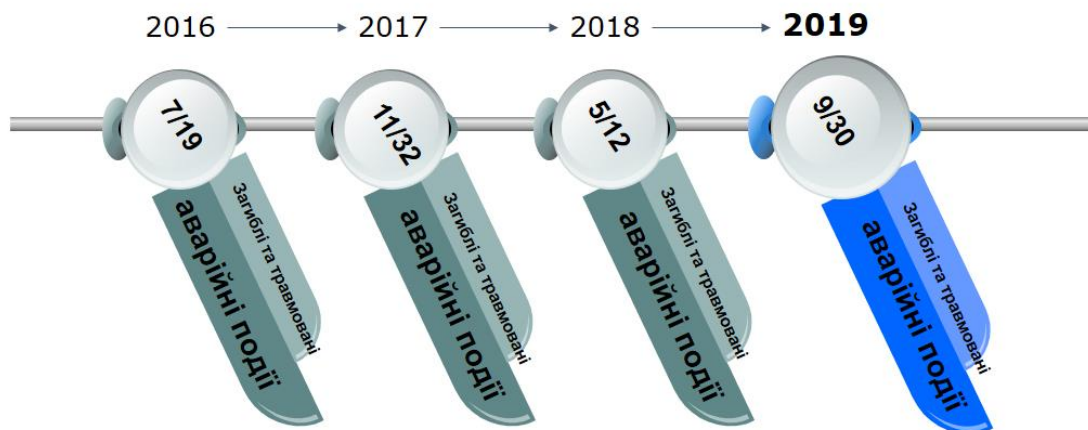 2016
2017
2018
2019
7/19
11/32
5/12
9/30
аварійні події
Загиблі та травмовані
аварійні події
Загиблі та травмовані
аварійні події
Загиблі та травмовані
аварійні події
Загиблі та травмовані